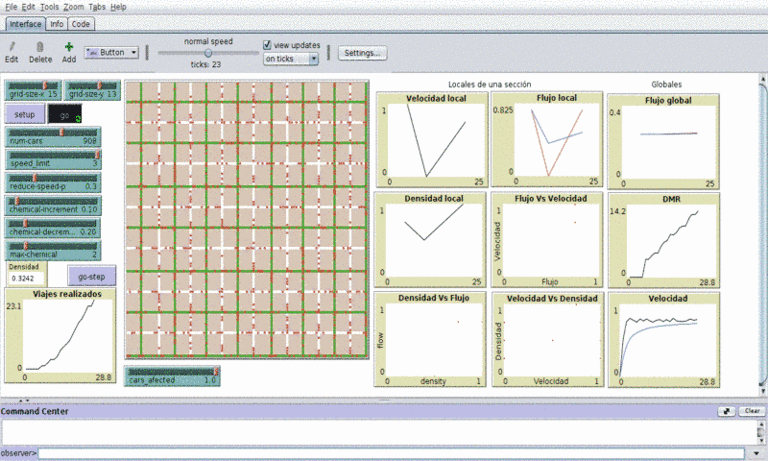 File Edit Tools Zoom Tabs Help
Interface Info Code
Edit Delete Add Button normal speed view updates Settings...
ticks: 23 on ticks
grid-size-x 15 grid-size-y 13
setup go
num-cars 908
speed_limit 3
reduce-speed-p 0.1
chemical-increment 0.10
chemical-decrem... 0.20
max-chemical 2
Densidad
0.3242
go-step
Viajes realizados
23.1
0
0 28.8
cars_afected 1.0
Locales de una sección Globales
Velocidad local
1
0
0 25
Flujo local
0.825
0
0 25
Flujo global
0.4
0
0 25
Densidad local
1
0
0 25
Flujo Vs Velocidad
1
Velocidad
0
0 Flujo 1
DMR
14.2
0
0 28.8
Densidad Vs Flujo
1
flow
0
0 density 1
Velocidad Vs Densidad
1
Densidad
0
0 Velocidad 1
Velocidad
1
0
0 28.8
Command Center Clear
observer>